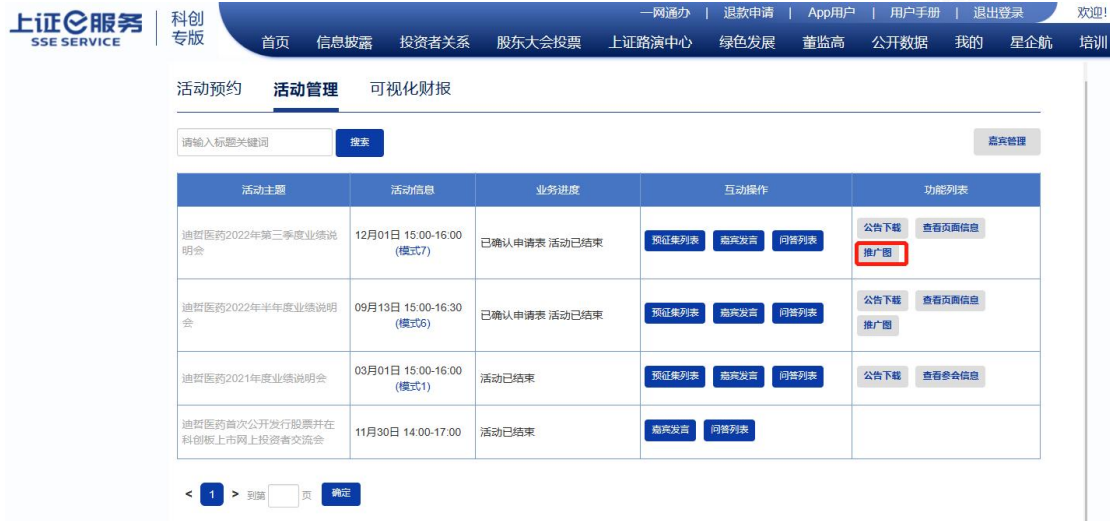 上证e服务
SSE SERVICE
科创
专版
一网通办 | 退款申请 | App用户 | 用户手册 | 退出登录
欢迎!
首页 信息披露 投资者关系 股东大会投票 上证路演中心 绿色发展 董监高 公开数据 我的 星企航 培训
活动预约 活动管理 可视化财报
请输入标题关键词 搜索 嘉宾管理
活动主题 活动信息 业务进度 互动操作 功能列表
迪哲医药2022年第三季度业绩说
明会
12月01日 15:00-16:00
(模式7)
已确认申请表 活动已结束
预征集列表 嘉宾发言 问答列表
公告下载 查看页面信息
推广图
迪哲医药2022年半年度业绩说明
会
09月13日 15:00-16:30
(模式6)
已确认申请表 活动已结束
预征集列表 嘉宾发言 问答列表
公告下载 查看页面信息
推广图
迪哲医药2021年度业绩说明会
03月01日 15:00-16:00
(模式1)
活动已结束
预征集列表 嘉宾发言 问答列表
公告下载 查看参会信息
迪哲医药首次公开发行股票并在
科创板上市网上投资者交流会
11月30日 14:00-17:00
活动已结束
嘉宾发言 问答列表
< 1 > 到第 页 确定